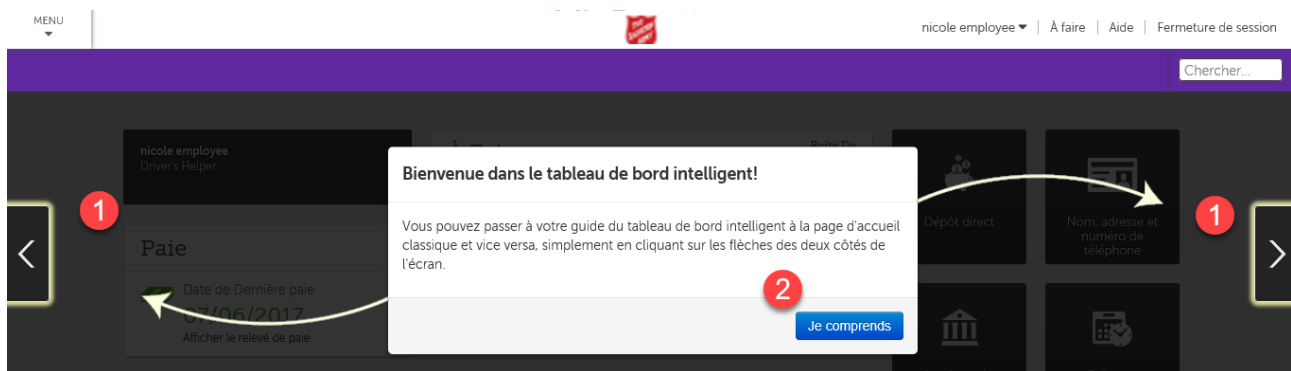 MENU
nicole employee | À faire | Aide | Fermeture de session
Chercher...
nicole employee
Driver's Helper
Bienvenue dans le tableau de bord intelligent!
Vous pouvez passer à votre guide du tableau de bord intelligent à la page d'accueil
classique et vice versa, simplement en cliquant sur les flèches des deux côtés de
l'écran.
2
Je comprends
1
1
Paie
Date de Dernière paie
07/06/2017
Afficher le relevé de paie
Dépôt direct
Nom, adresse et
numéro de
téléphone